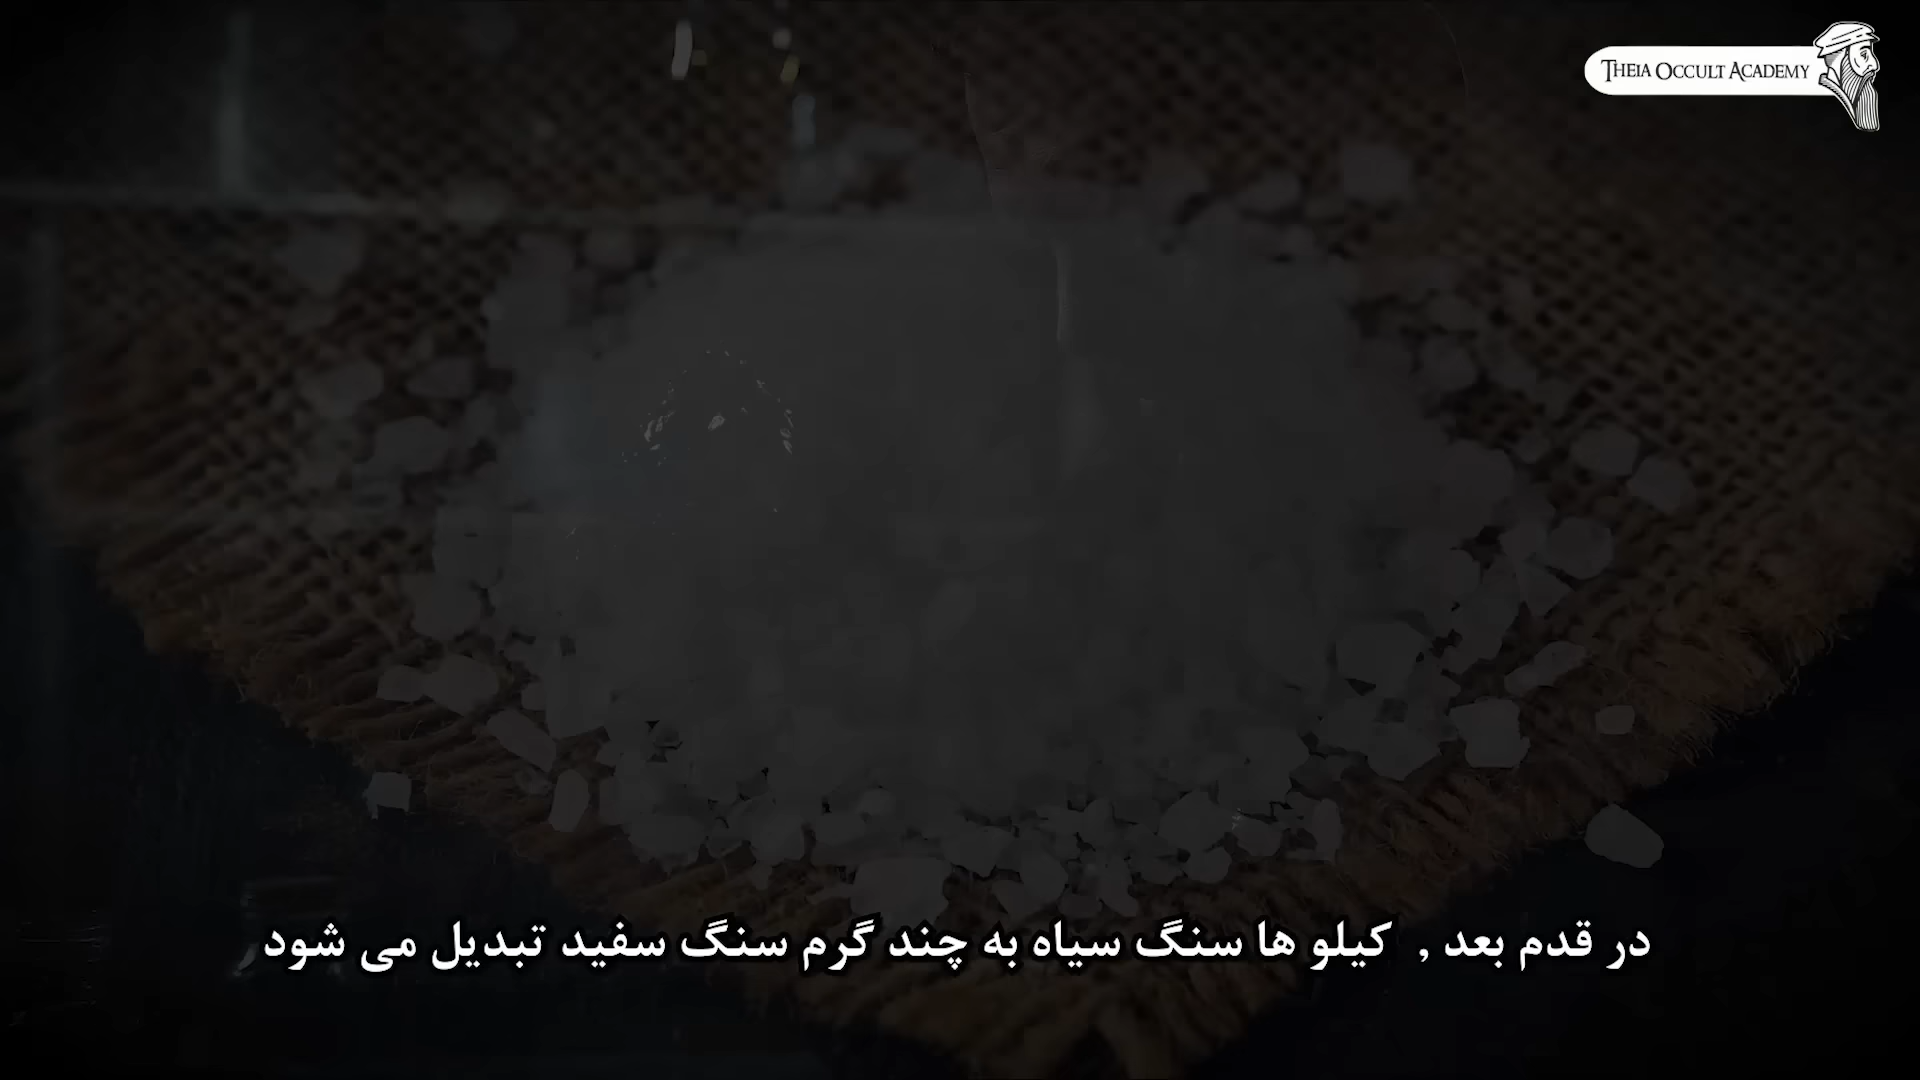 THEIA OCCULT ACADEMY
در قدم بعد , کیلو ها سنگ سیاه به چند گرم سنگ سفید تبدیل می شود